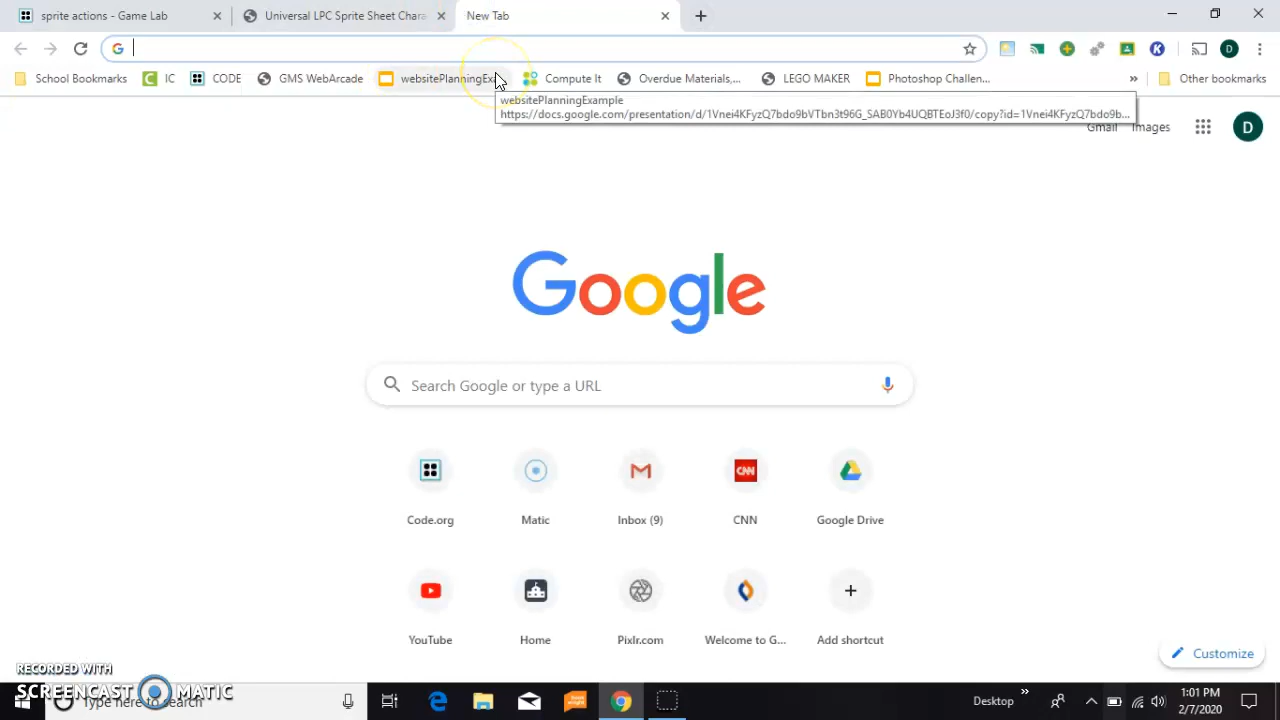 sprite actions - Game Lab
Universal LPC Sprite Sheet Chara
New Tab
School Bookmarks
IC
CODE
GMS WebArcade
websitePlanningExa
Compute It
Overdue Materials,...
LEGO MAKER
Photoshop Challen...
»
Other bookmarks
websitePlanningExample
https://docs.google.com/presentation/d/1Vnei4KFyzQ7bdo9bVTbn3t96G_SAB0Yb4UQBTEoJ3f0/copy?id=1Vnei4KFyzQ7bdo9b...
Gmail
Images
D
Google
Search Google or type a URL
Code.org
Matic
Inbox (9)
CNN
Google Drive
YouTube
Home
Pixlr.com
Welcome to G...
Add shortcut
Customize
RECORDED WITH
SCREENCAST MATIC
Type here to search
Desktop
1:01 PM
2/7/2020